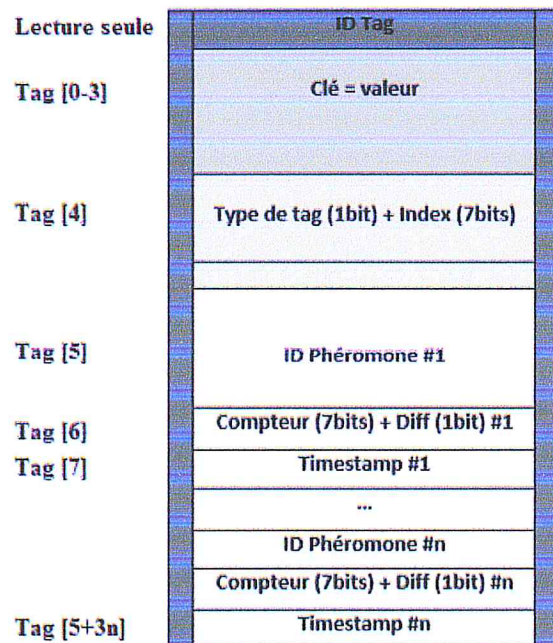 Lecture seule ID Tag
Tag [0-3] Clé = valeur
Tag [4] Type de tag (1bit) + Index (7bits)
Tag [5] ID Phéromone #1
Tag [6] Compteur (7bits) + Diff (1bit) #1
Tag [7] Timestamp #1
...
ID Phéromone #n
Compteur (7bits) + Diff (1bit) #n
Tag [5+3n] Timestamp #n